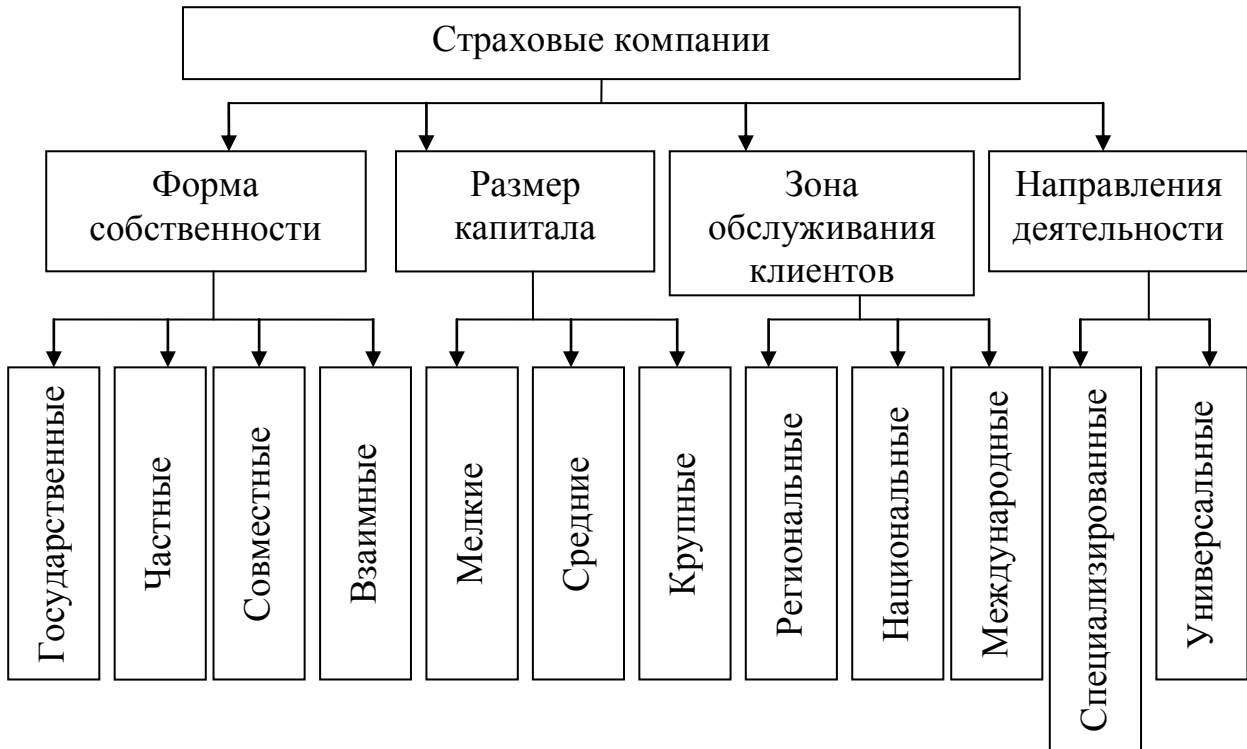 Страховые компании
Форма
собственности
Размер
капитала
Зона
обслуживания
клиентов
Направления
деятельности
Государственные
Частные
Совместные
Взаимные
Мелкие
Средние
Крупные
Региональные
Национальные
Международные
Специализированные
Универсальные